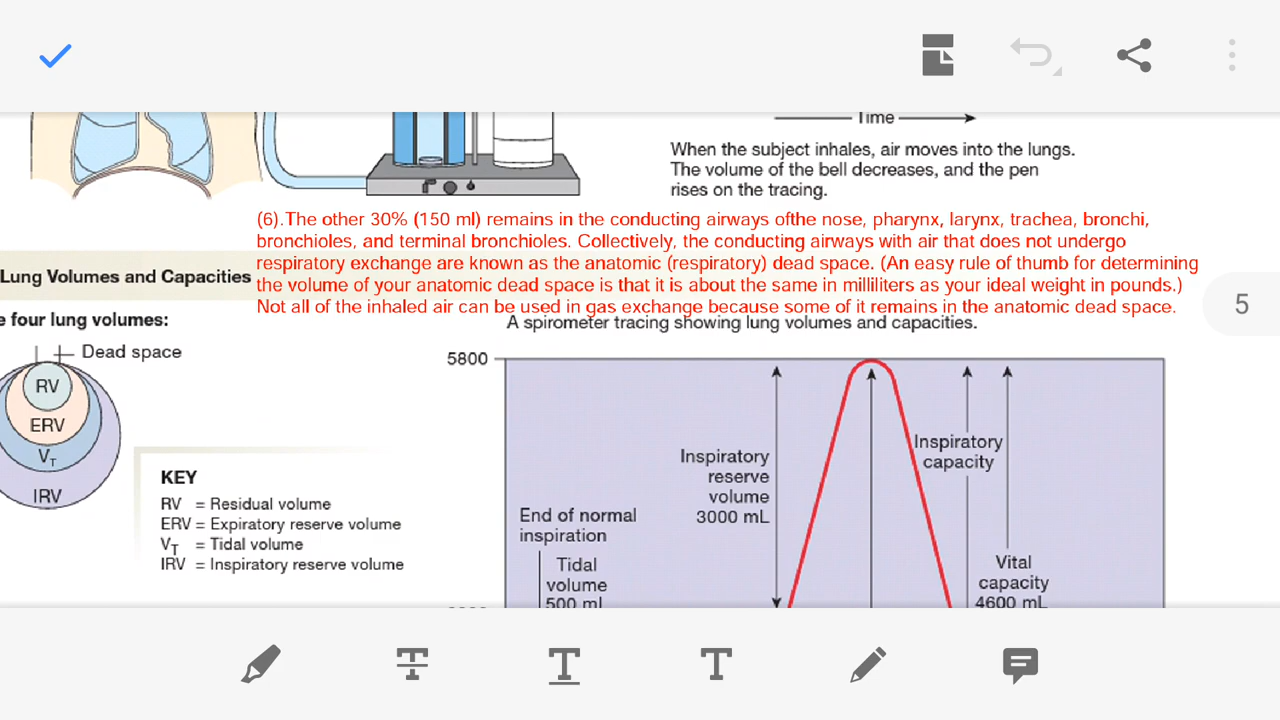 Time
When the subject inhales, air moves into the lungs.
The volume of the bell decreases, and the pen
rises on the tracing.
(6).The other 30% (150 ml) remains in the conducting airways ofthe nose, pharynx, larynx, trachea, bronchi,
bronchioles, and terminal bronchioles. Collectively, the conducting airways with air that does not undergo
respiratory exchange are known as the anatomic (respiratory) dead space. (An easy rule of thumb for determining
the volume of your anatomic dead space is that it is about the same in milliliters as your ideal weight in pounds.)
Not all of the inhaled air can be used in gas exchange because some of it remains in the anatomic dead space.
Lung Volumes and Capacities
5
e four lung volumes:
A spirometer tracing showing lung volumes and capacities.
Dead space
RV
ERV
VT
IRV
KEY
RV = Residual volume
ERV = Expiratory reserve volume
VT = Tidal volume
IRV = Inspiratory reserve volume
5800
Inspiratory
reserve
volume
3000 mL
Inspiratory
capacity
End of normal
inspiration
Tidal
volume
500 mL
Vital
capacity
4600 mL